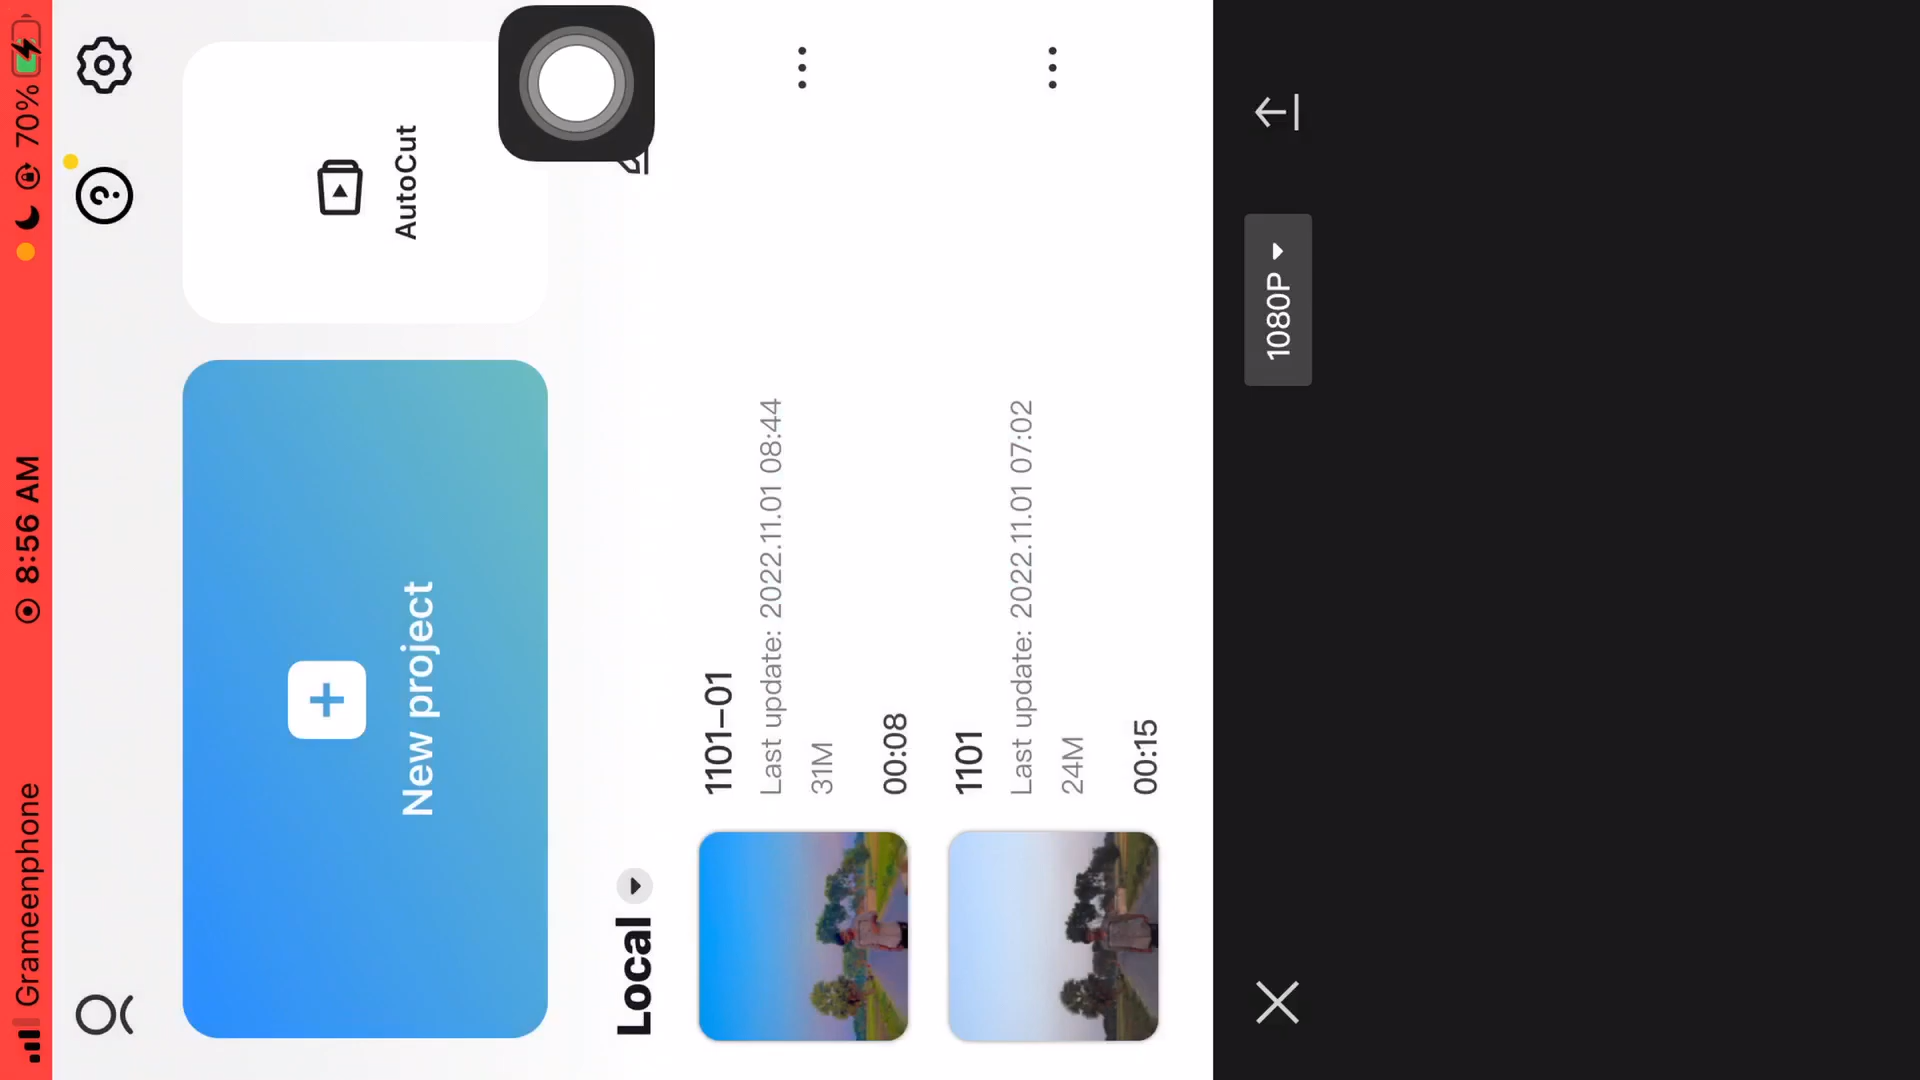 Grameenphone
8:56 AM
70%
New project
AutoCut
Local
1101–01
Last update: 2022.11.01 08:44
31M
00:08
1101
Last update: 2022.11.01 07:02
24M
00:15
1080P